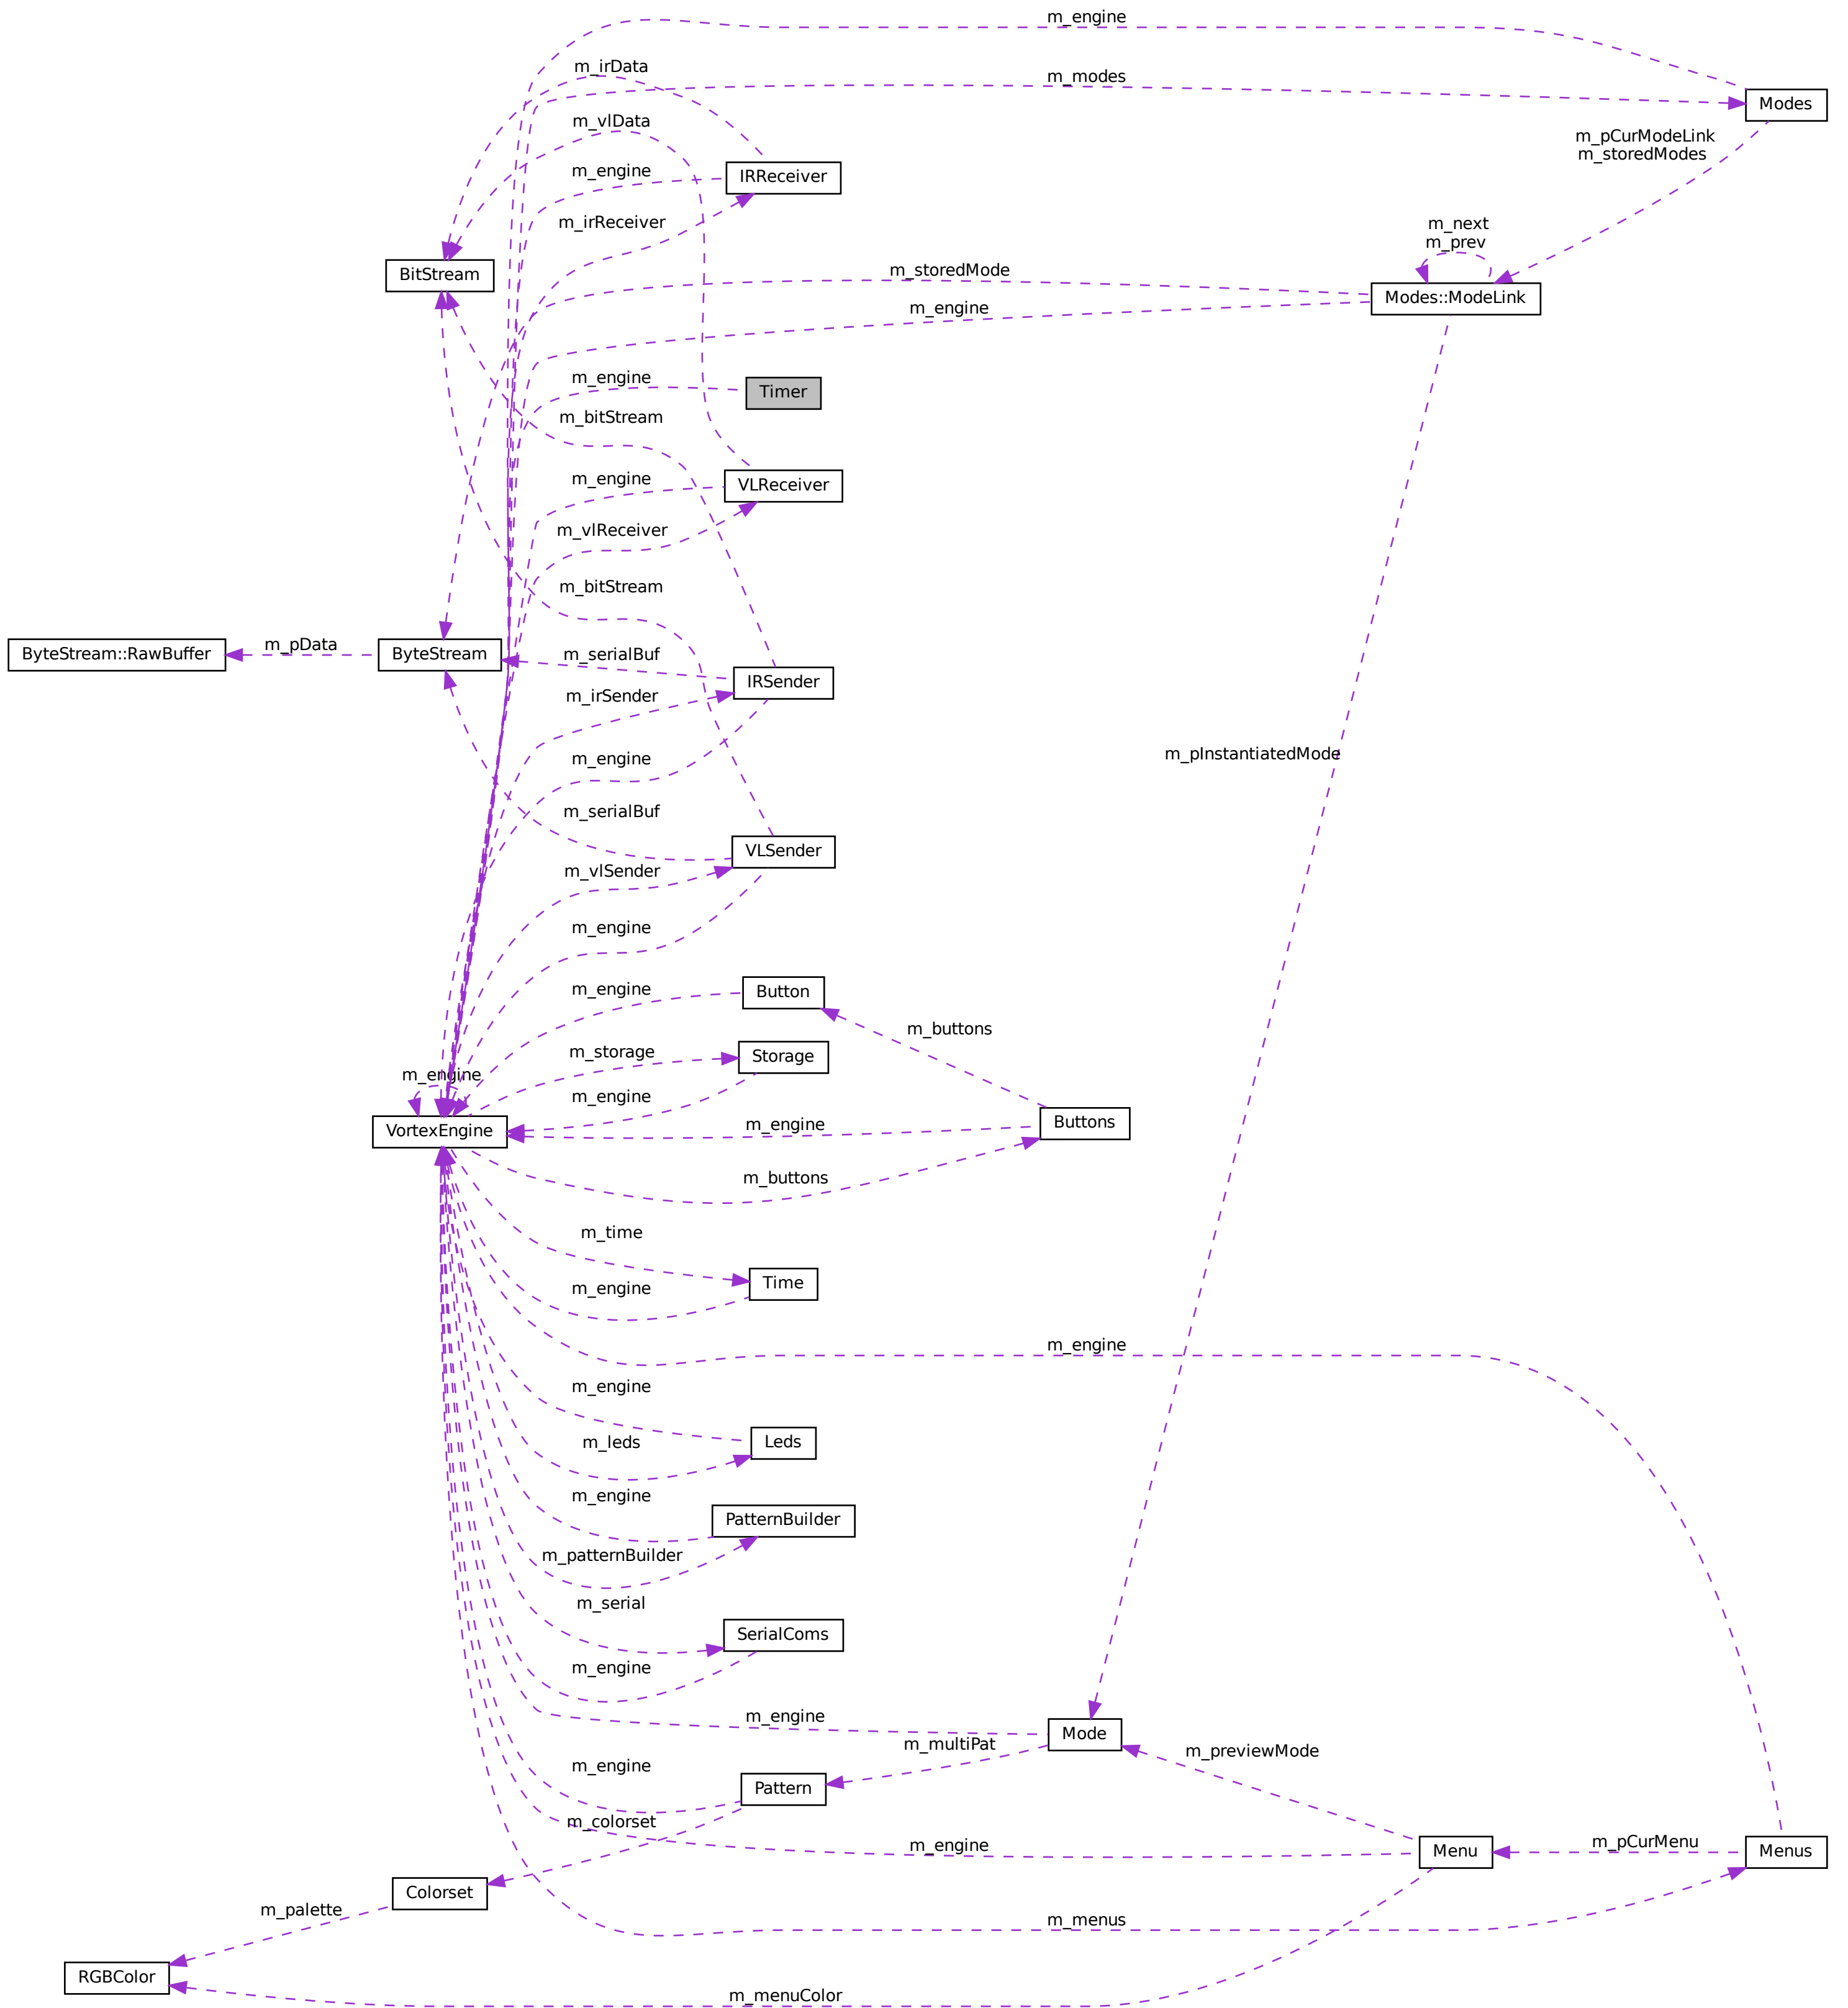 m_engine
m_irData
m_modes
Modes
m_vlData
m_pCurModeLink
m_storedModes
m_engine
IRReceiver
m_irReceiver
m_next
m_prev
BitStream
m_storedMode
Modes::ModeLink
m_engine
m_engine
Timer
m_bitStream
m_engine
VLReceiver
m_vlReceiver
m_bitStream
ByteStream::RawBuffer
m_pData
ByteStream
m_serialBuf
IRSender
m_irSender
m_pInstantiatedMode
m_engine
m_serialBuf
VLSender
m_vlSender
m_engine
m_engine
Button
m_buttons
m_storage
Storage
m_engine
m_engine
VortexEngine
m_engine
Buttons
m_buttons
m_time
Time
m_engine
m_engine
m_engine
m_leds
Leds
m_engine
PatternBuilder
m_patternBuilder
m_serial
SerialComs
m_engine
m_engine
Mode
m_multiPat
m_previewMode
m_engine
Pattern
m_colorset
m_engine
Menu
m_pCurMenu
Menus
Colorset
m_palette
m_menus
RGBColor
m_menuColor